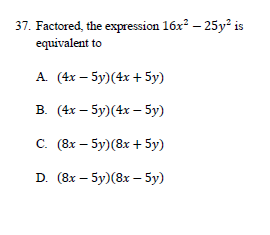 37. Factored, the expression 16x² – 25y² is
equivalent to
A. (4x – 5y)(4x + 5y)
B. (4x – 5y)(4x – 5y)
C. (8x – 5y)(8x + 5y)
D. (8x – 5y)(8x – 5y)